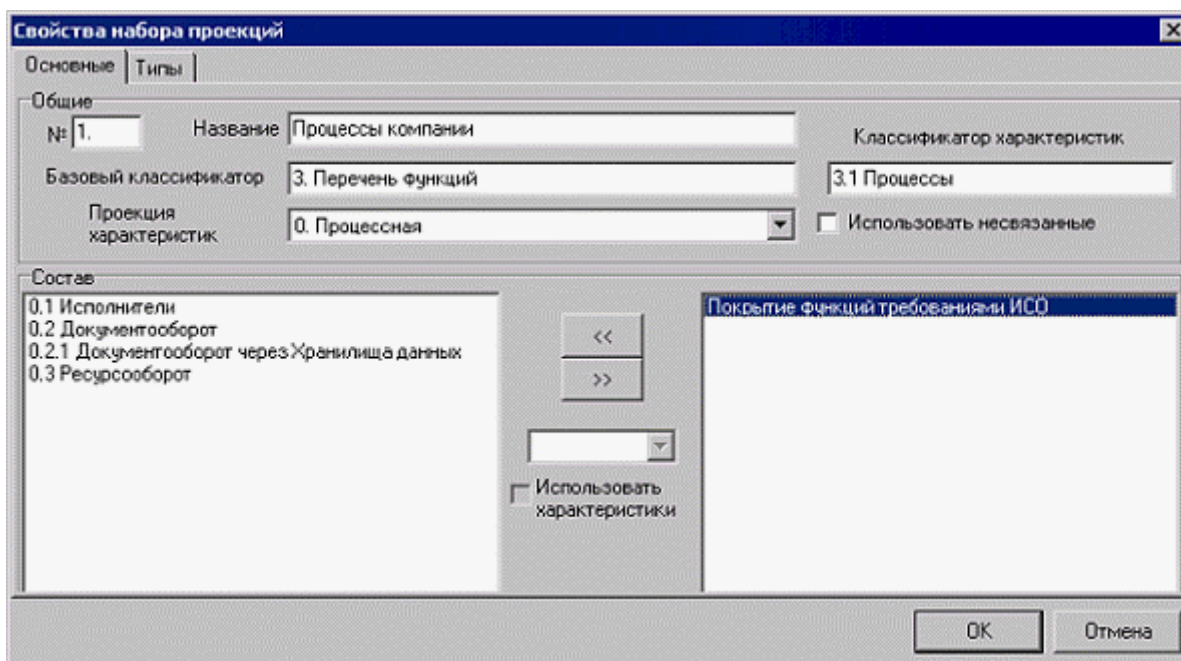 Свойства набора проекций
Основные Типы
Общие
№ 1. Название Процессы компании
Классификатор характеристик
Базовый классификатор 3. Перечень функций 3.1 Процессы
Проекция
характеристик 0. Процессная Использовать несвязанные
Состав
0.1 Исполнители
0.2 Документооборот
0.2.1 Документооборот через Хранилища данных
0.3 Ресурсооборот
<<
>>
Использовать
характеристики
Покрытие функций требованиями ИСО
OK Отмена